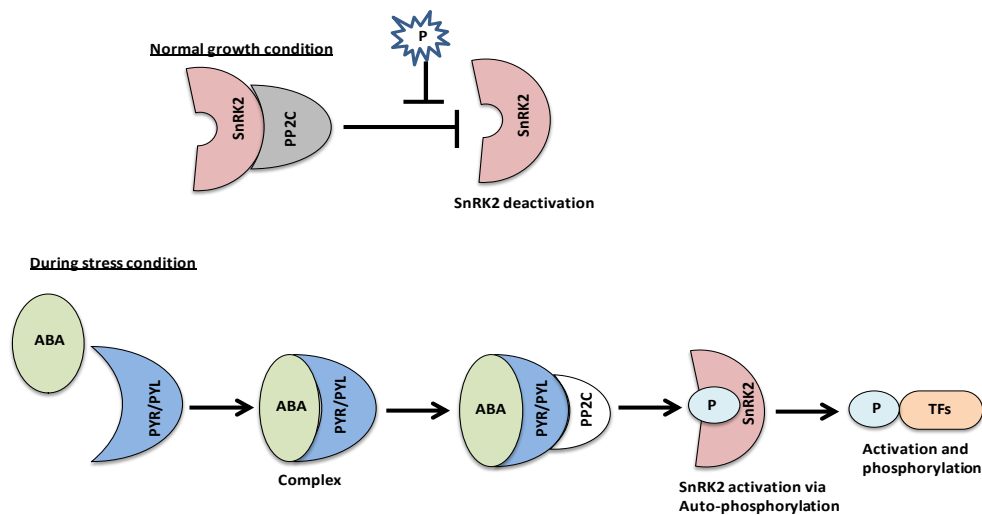 Normal growth condition
P
SnRK2
PP2C
SnRK2
SnRK2 deactivation
During stress condition
ABA
PYR/PYL
ABA
PYR/PYL
Complex
ABA
PYR/PYL
PP2C
P
SnRK2
SnRK2 activation via
Auto-phosphorylation
P
TFs
Activation and
phosphorylation